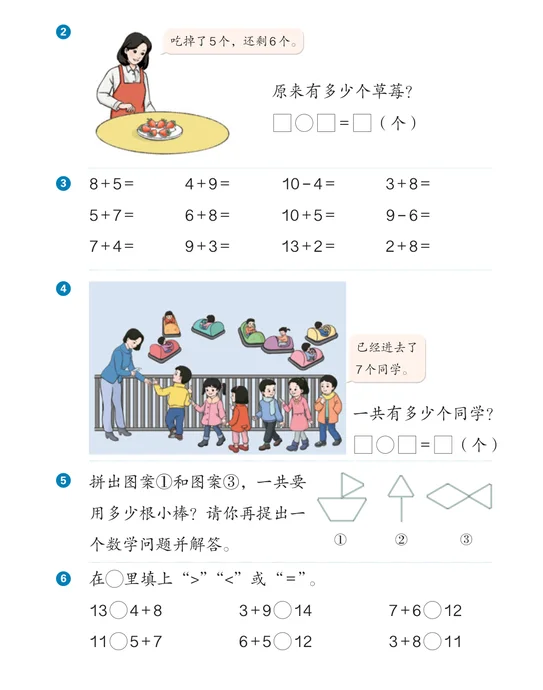 2
吃掉了5个，还剩6个。
原来有多少个草莓？
□○□=□（个）
3
8+5= 4+9= 10-4= 3+8=
5+7= 6+8= 10+5= 9-6=
7+4= 9+3= 13+2= 2+8=
4
已经进去了
7个同学。
一共有多少个同学？
□○□=□（个）
5
拼出图案①和图案③，一共要
用多少根小棒？请你再提出一
个数学问题并解答。
① ② ③
6
在○里填上“>”“<”或“=”。
13○4+8 3+9○14 7+6○12
11○5+7 6+5○12 3+8○11